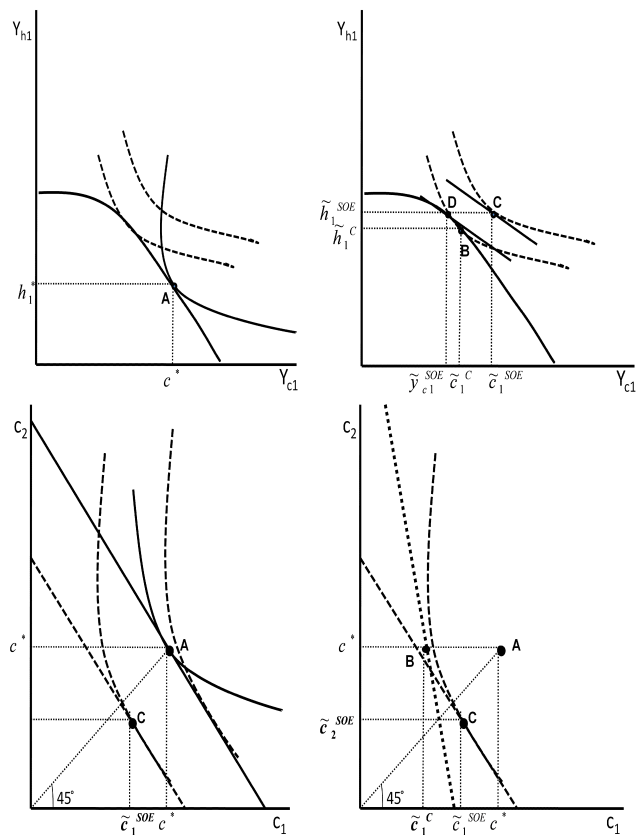 Y_h1
h_1^*
A
c^*
Y_c1
Y_h1
D
C
h̃_1^SOE
h̃_1^C
B
ỹ_c1^SOE c̃_1^C c̃_1^SOE
Y_c1
C_2
c^*
A
C
45°
c̃_1^SOE c^*
C_1
C_2
c^*
B
A
c̃_2^SOE
C
45°
c̃_1^C c̃_1^SOE c^*
C_1